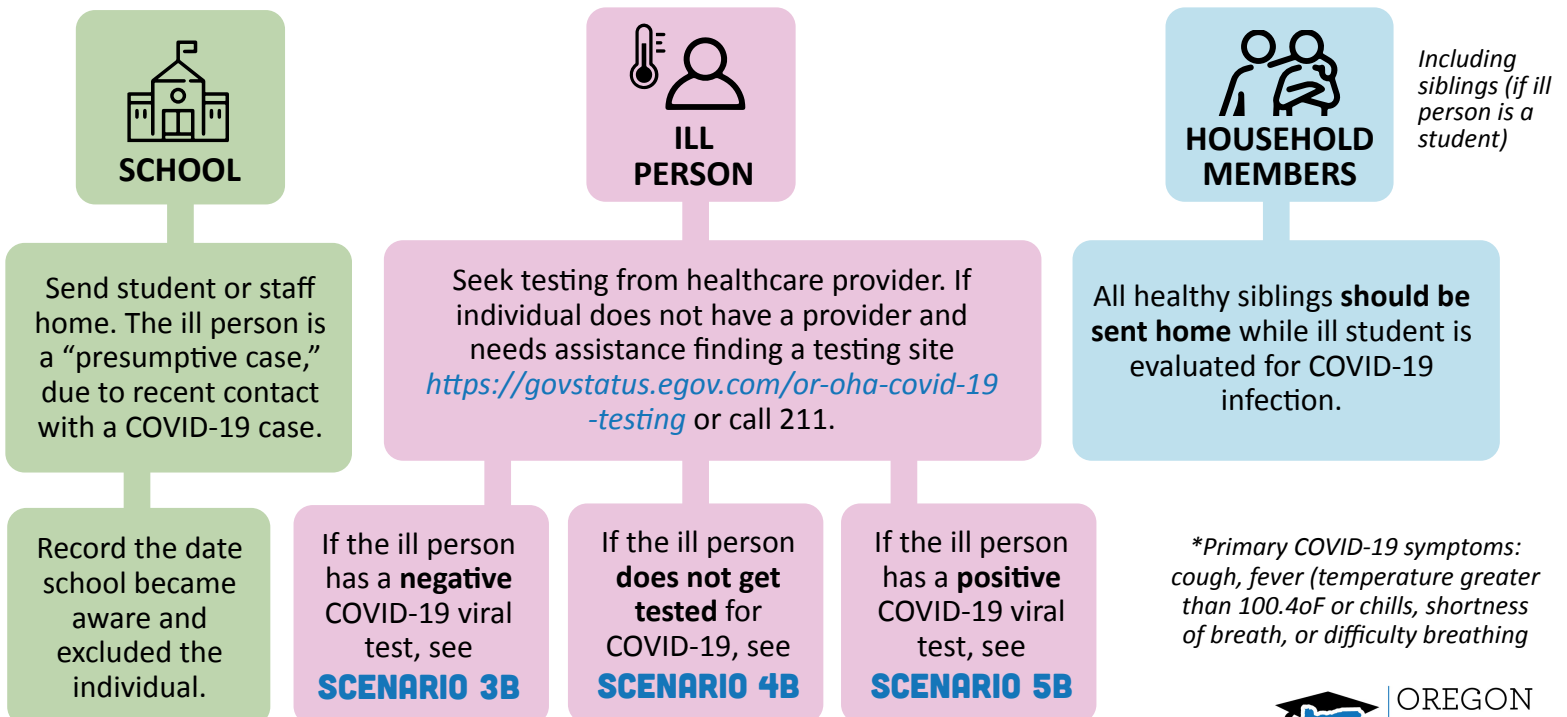 SCHOOL
Send student or staff
home. The ill person is
a “presumptive case,”
due to recent contact
with a COVID-19 case.
Record the date
school became
aware and
excluded the
individual.
ILL
PERSON
Seek testing from healthcare provider. If
individual does not have a provider and
needs assistance finding a testing site
https://govstatus.egov.com/or-oha-covid-19
-testing or call 211.
If the ill person
has a negative
COVID-19 viral
test, see
SCENARIO 3B
If the ill person
does not get
tested for
COVID-19, see
SCENARIO 4B
If the ill person
has a positive
COVID-19 viral
test, see
SCENARIO 5B
HOUSEHOLD
MEMBERS
Including
siblings (if ill
person is a
student)
All healthy siblings should be
sent home while ill student is
evaluated for COVID-19
infection.
*Primary COVID-19 symptoms:
cough, fever (temperature greater
than 100.4oF or chills, shortness
of breath, or difficulty breathing
OREGON